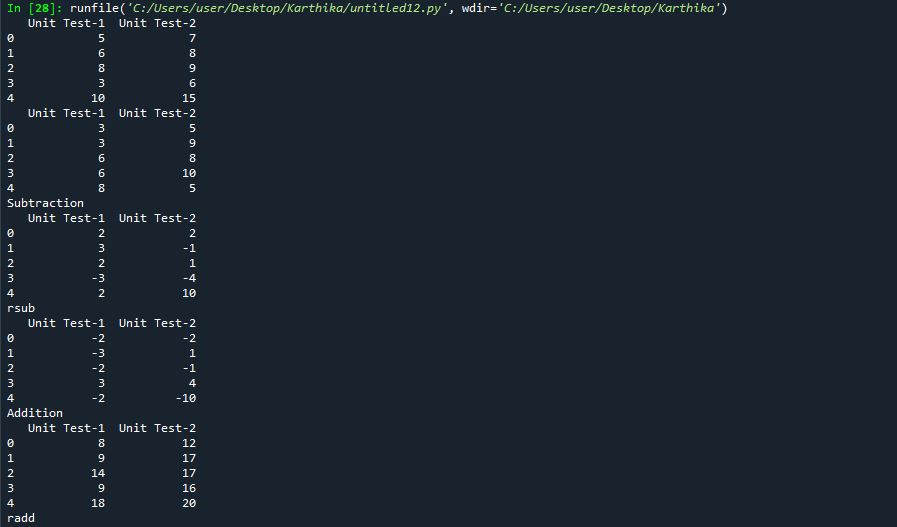 In [28]: runfile('C:/Users/user/Desktop/Karthika/untitled12.py', wdir='C:/Users/user/Desktop/Karthika')
   Unit Test-1  Unit Test-2
0            5            7
1            6            8
2            8            9
3            3            6
4           10           15
   Unit Test-1  Unit Test-2
0            3            5
1            3            9
2            6            8
3            6           10
4            8            5
Subtraction
   Unit Test-1  Unit Test-2
0            2            2
1            3           -1
2            2            1
3           -3           -4
4            2           10
rsub
   Unit Test-1  Unit Test-2
0           -2           -2
1           -3            1
2           -2           -1
3            3            4
4           -2          -10
Addition
   Unit Test-1  Unit Test-2
0            8           12
1            9           17
2           14           17
3            9           16
4           18           20
radd